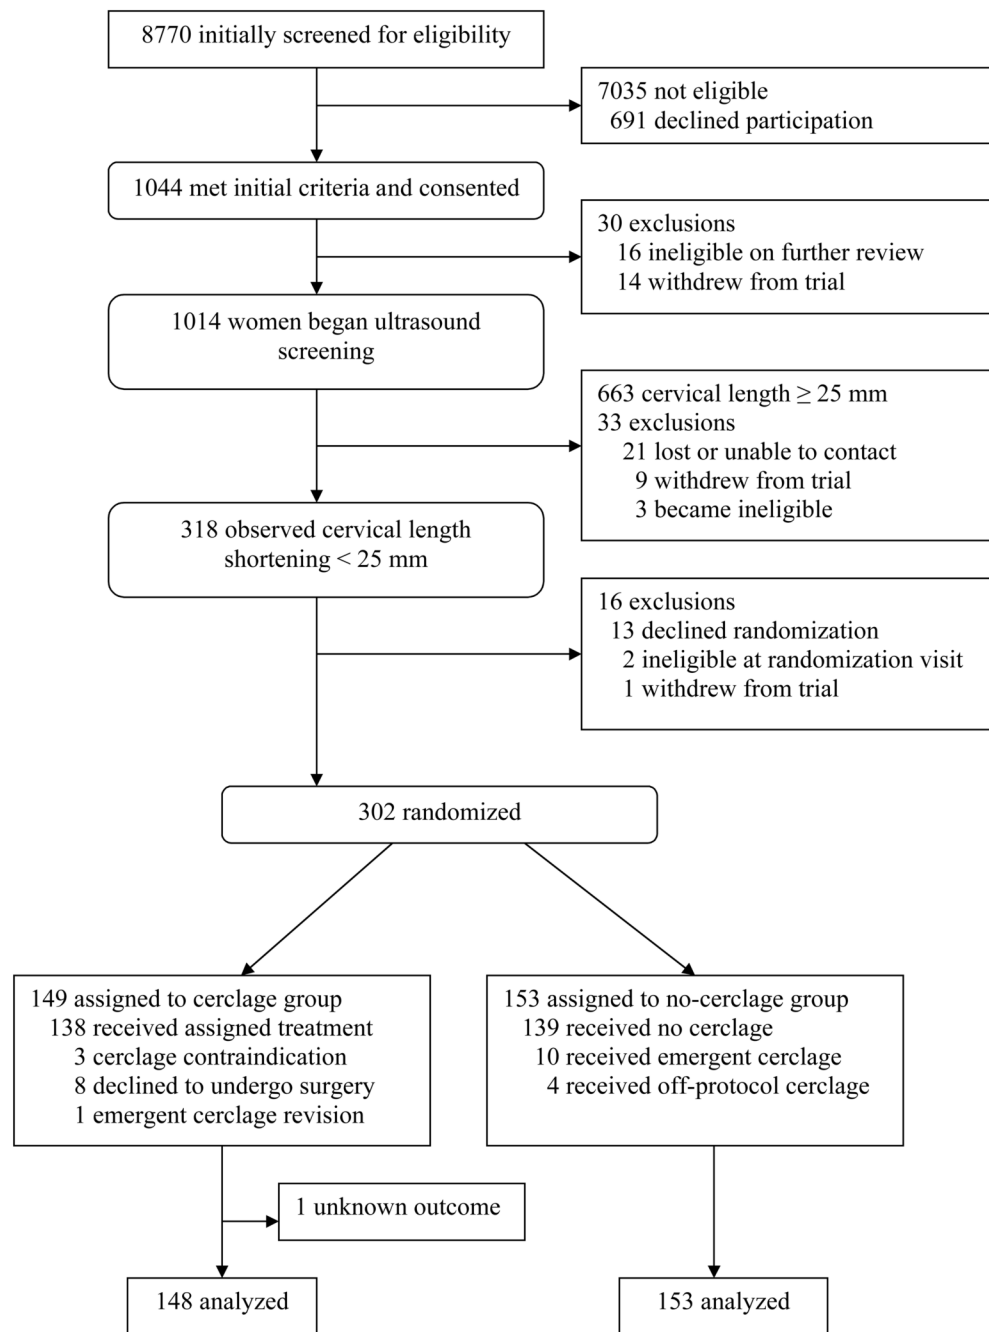 8770 initially screened for eligibility
7035 not eligible
691 declined participation
1044 met initial criteria and consented
30 exclusions
16 ineligible on further review
14 withdrew from trial
1014 women began ultrasound
screening
663 cervical length ≥ 25 mm
33 exclusions
21 lost or unable to contact
9 withdrew from trial
3 became ineligible
318 observed cervical length
shortening < 25 mm
16 exclusions
13 declined randomization
2 ineligible at randomization visit
1 withdrew from trial
302 randomized
149 assigned to cerclage group
138 received assigned treatment
3 cerclage contraindication
8 declined to undergo surgery
1 emergent cerclage revision
153 assigned to no-cerclage group
139 received no cerclage
10 received emergent cerclage
4 received off-protocol cerclage
1 unknown outcome
148 analyzed
153 analyzed